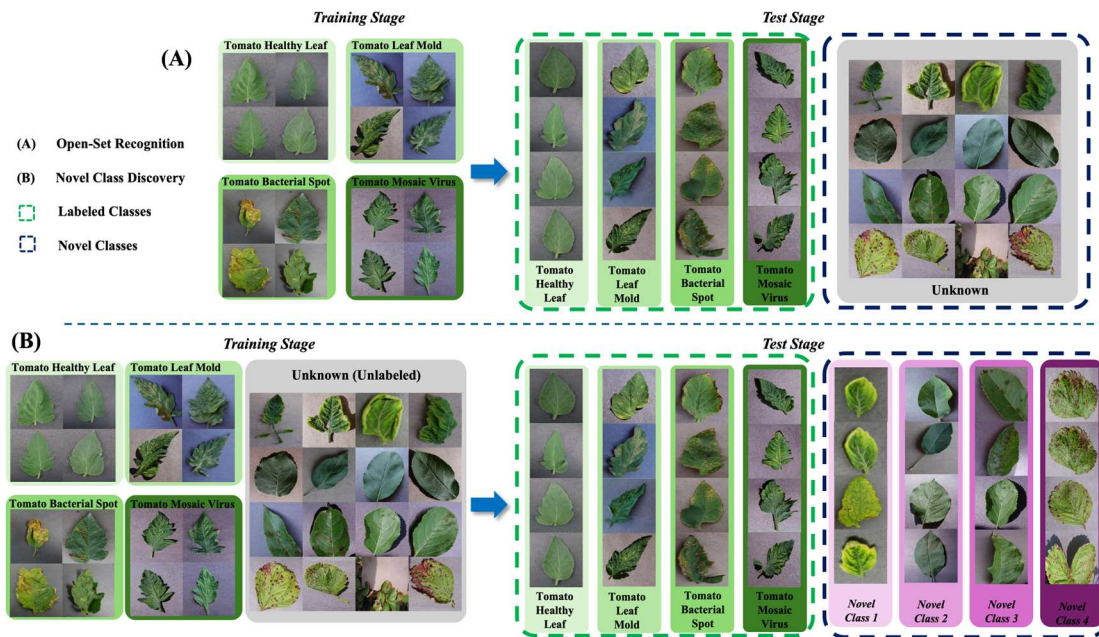 Training Stage
Test Stage
(A)
Tomato Healthy Leaf
Tomato Leaf Mold
(A) Open-Set Recognition
(B) Novel Class Discovery
Labeled Classes
Novel Classes
Tomato Bacterial Spot
Tomato Mosaic Virus
Tomato
Healthy
Leaf
Tomato
Leaf
Mold
Tomato
Bacterial
Spot
Tomato
Mosaic
Virus
Unknown
(B)
Training Stage
Test Stage
Tomato Healthy Leaf
Tomato Leaf Mold
Unknown (Unlabeled)
Tomato Bacterial Spot
Tomato Mosaic Virus
Tomato
Healthy
Leaf
Tomato
Leaf
Mold
Tomato
Bacterial
Spot
Tomato
Mosaic
Virus
Novel
Class 1
Novel
Class 2
Novel
Class 3
Novel
Class 4